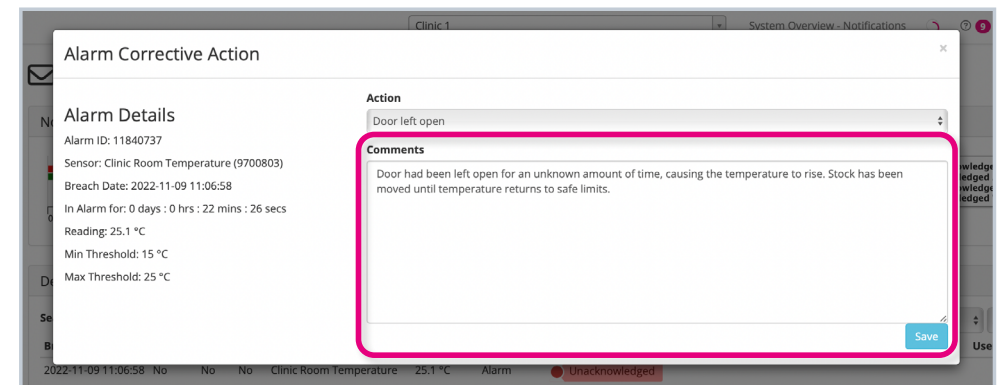 Clinic 1
System Overview - Notifications
9
Alarm Corrective Action
×
Alarm Details
Alarm ID: 11840737
Sensor: Clinic Room Temperature (9700803)
Breach Date: 2022-11-09 11:06:58
In Alarm for: 0 days : 0 hrs : 22 mins : 26 secs
Reading: 25.1 °C
Min Threshold: 15 °C
Max Threshold: 25 °C
Action
Door left open
Comments
Door had been left open for an unknown amount of time, causing the temperature to rise. Stock has been
moved until temperature returns to safe limits.
Save
2022-11-09 11:06:58 No No No Clinic Room Temperature 25.1 °C Alarm Unacknowledged